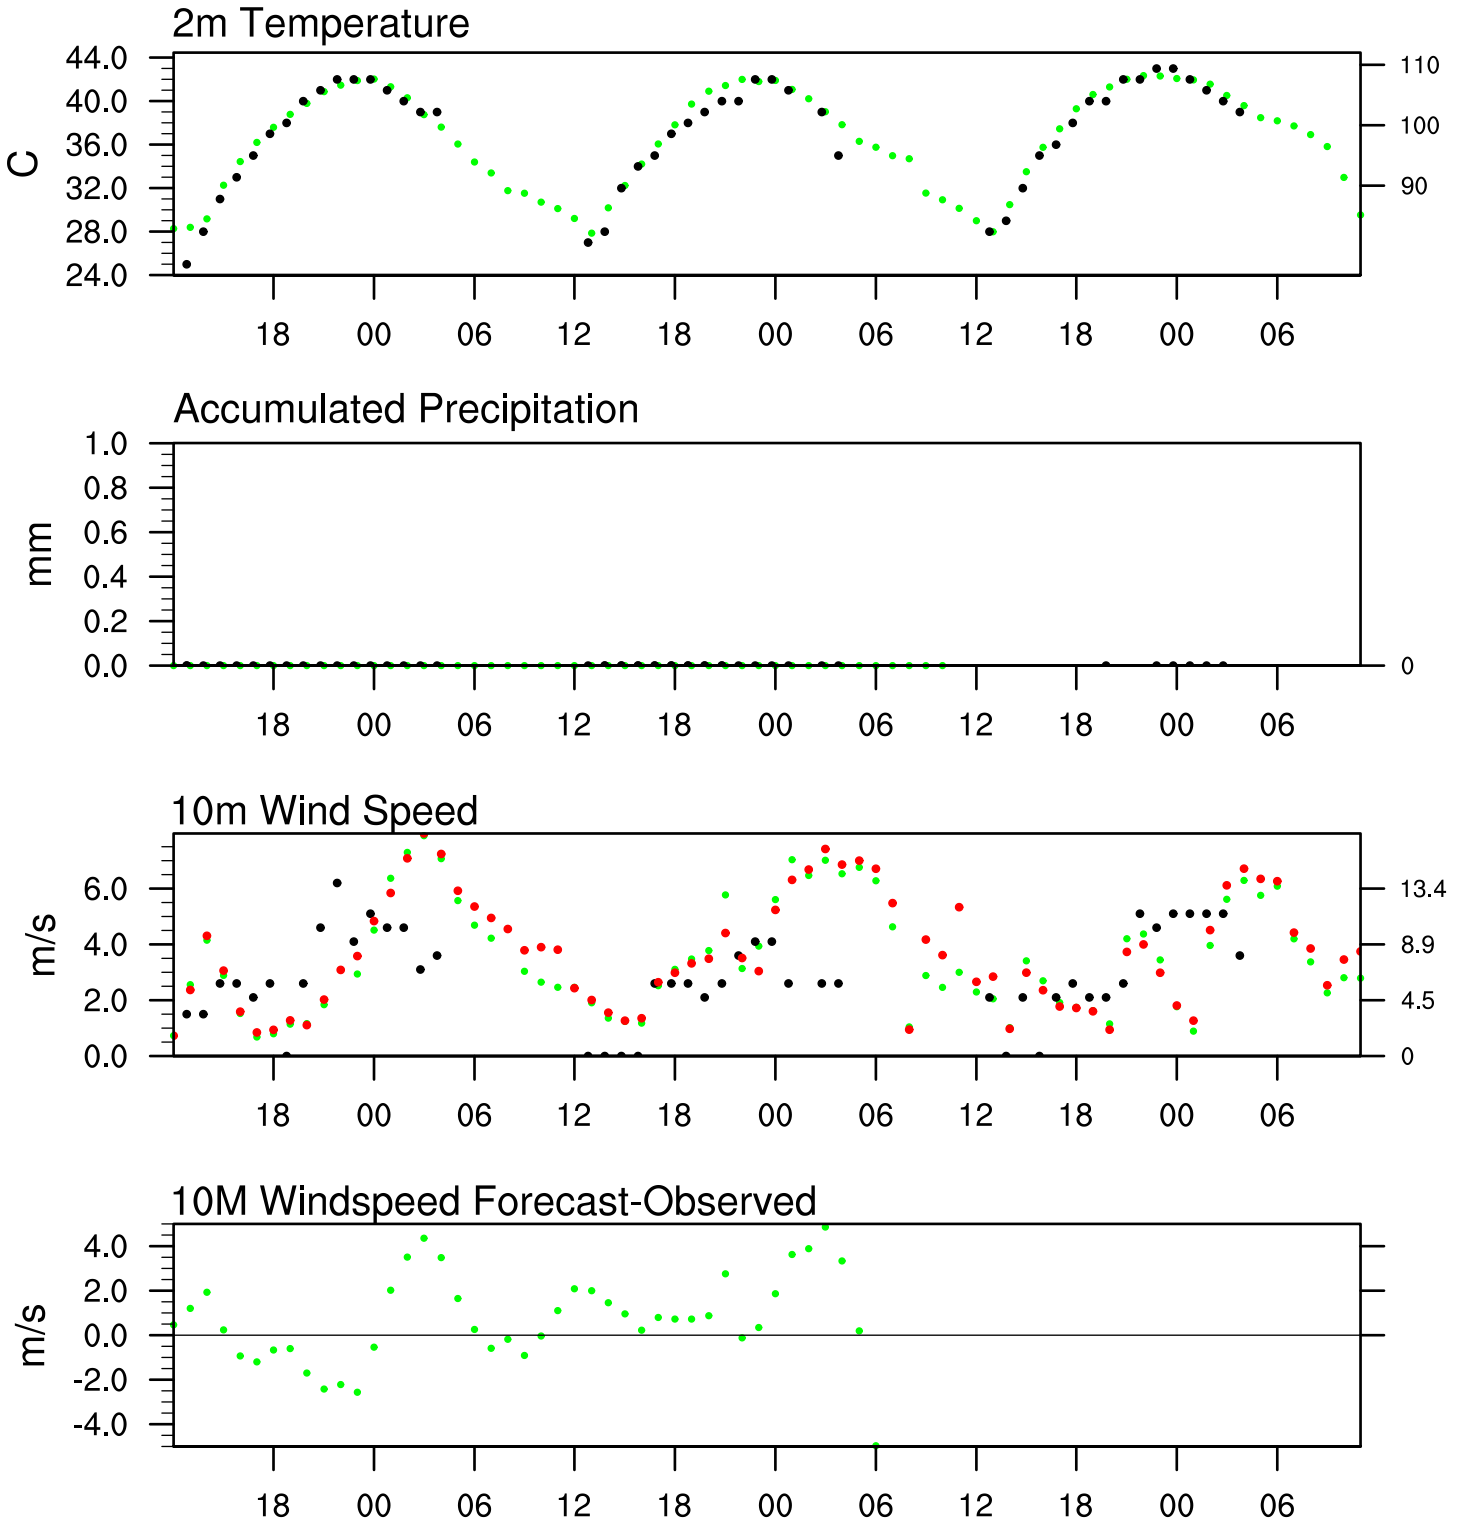 2m Temperature
44.0
40.0
36.0
32.0
28.0
24.0
C
110
100
90
18 00 06 12 18 00 06 12 18 00 06
Accumulated Precipitation
1.0
0.8
0.6
0.4
0.2
0.0
mm
0
18 00 06 12 18 00 06 12 18 00 06
10m Wind Speed
6.0
4.0
2.0
0.0
m/s
13.4
8.9
4.5
0
18 00 06 12 18 00 06 12 18 00 06
10M Windspeed Forecast-Observed
4.0
2.0
0.0
-2.0
-4.0
m/s
18 00 06 12 18 00 06 12 18 00 06